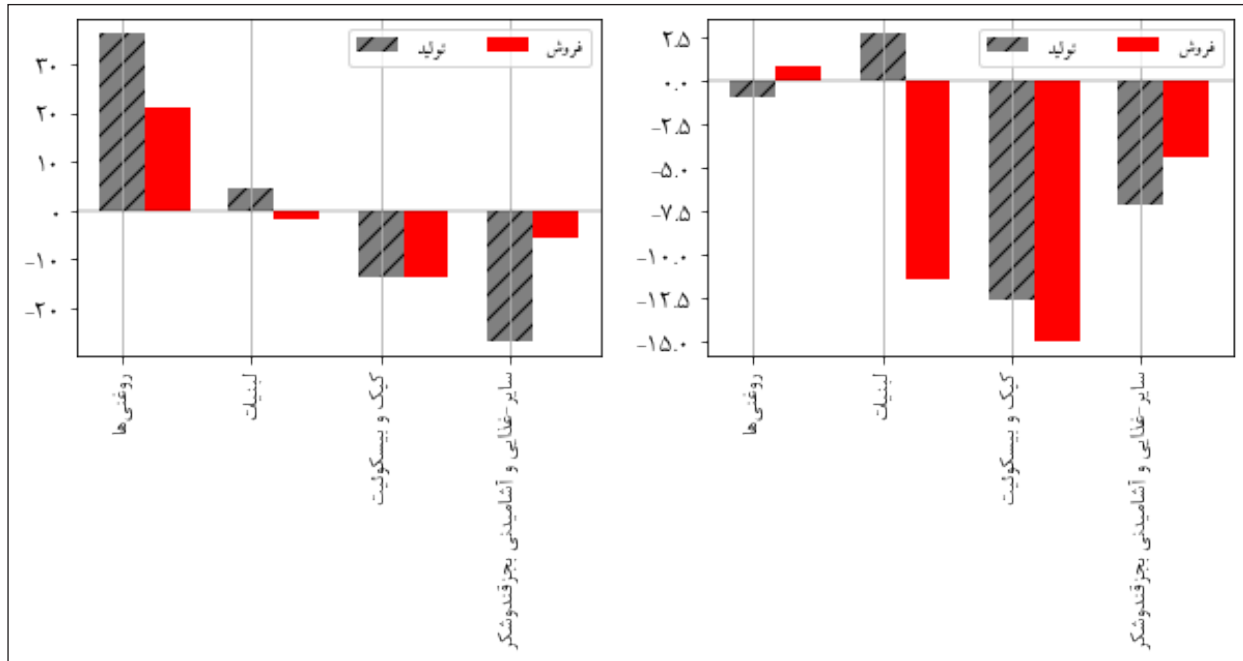 تولید
فروش
۳۰
۲۰
۱۰
۰
−۱۰
−۲۰
روغنی‌ها
لبنیات
کیک و بیسکوئیت
سایر-غذایی و آشامیدنی بجزقندوشکر
تولید
فروش
۲.۵
۰.۰
−۲.۵
−۵.۰
−۷.۵
−۱۰.۰
−۱۲.۵
−۱۵.۰
روغنی‌ها
لبنیات
کیک و بیسکوئیت
سایر-غذایی و آشامیدنی بجزقندوشکر